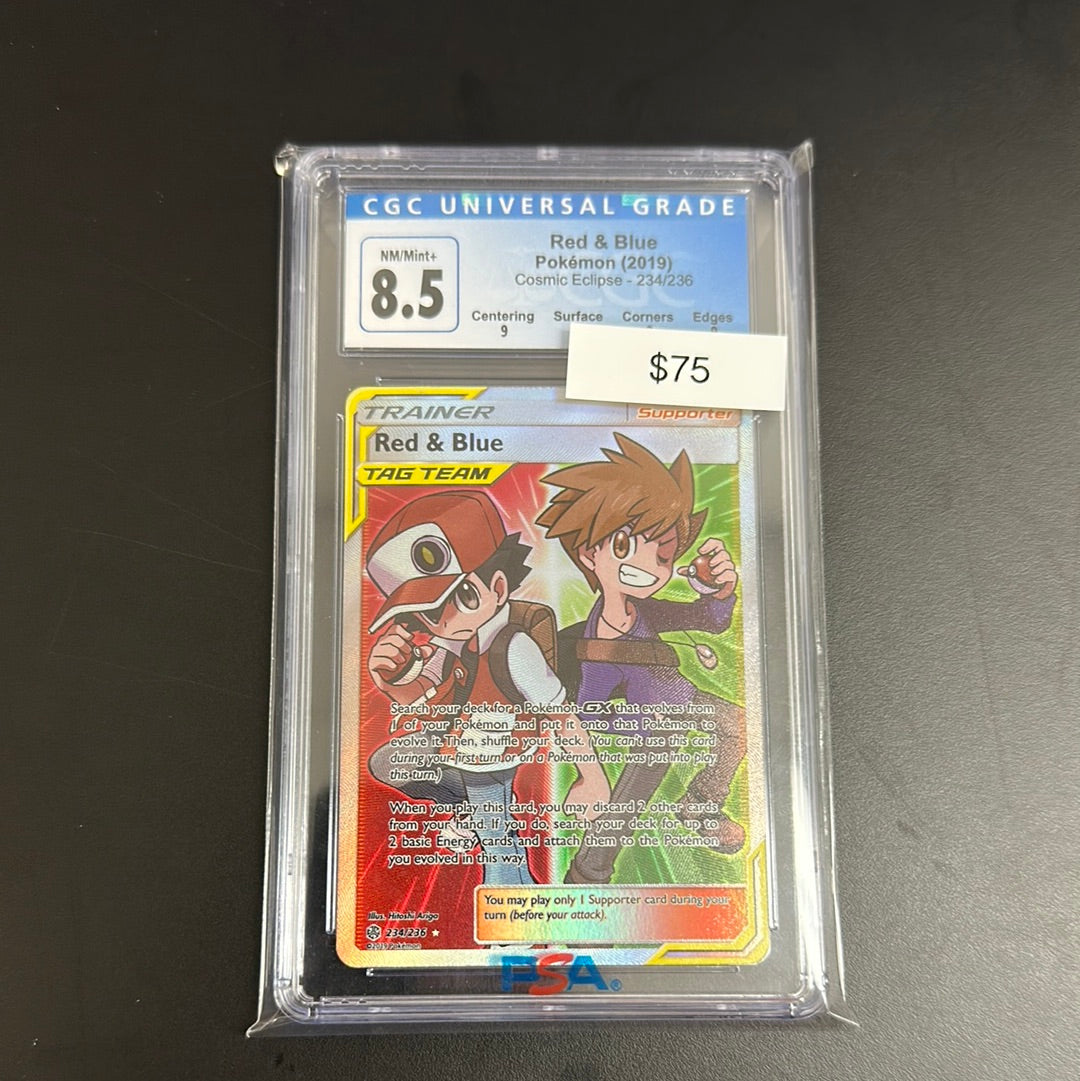 CGC UNIVERSAL GRADE
NM/Mint+
8.5
Red & Blue
Pokémon (2019)
Cosmic Eclipse - 234/236
Centering Surface Corners Edges
9
$75
TRAINER Supporter
Red & Blue
TAG TEAM
Search your deck for a Pokémon-GX that evolves from
1 of your Pokémon and put it onto that Pokémon to
evolve it. Then, shuffle your deck. (You can't use this card
during your first turn or on a Pokémon that was put into play
this turn.)
When you play this card, you may discard 2 other cards
from your hand. If you do, search your deck for up to
2 basic Energy cards and attach them to the Pokémon
you evolved in this way.
You may play only 1 Supporter card during your
turn (before your attack).
Illus. Hitoshi Ariga
234/236
©2019 Pokémon
PSA®